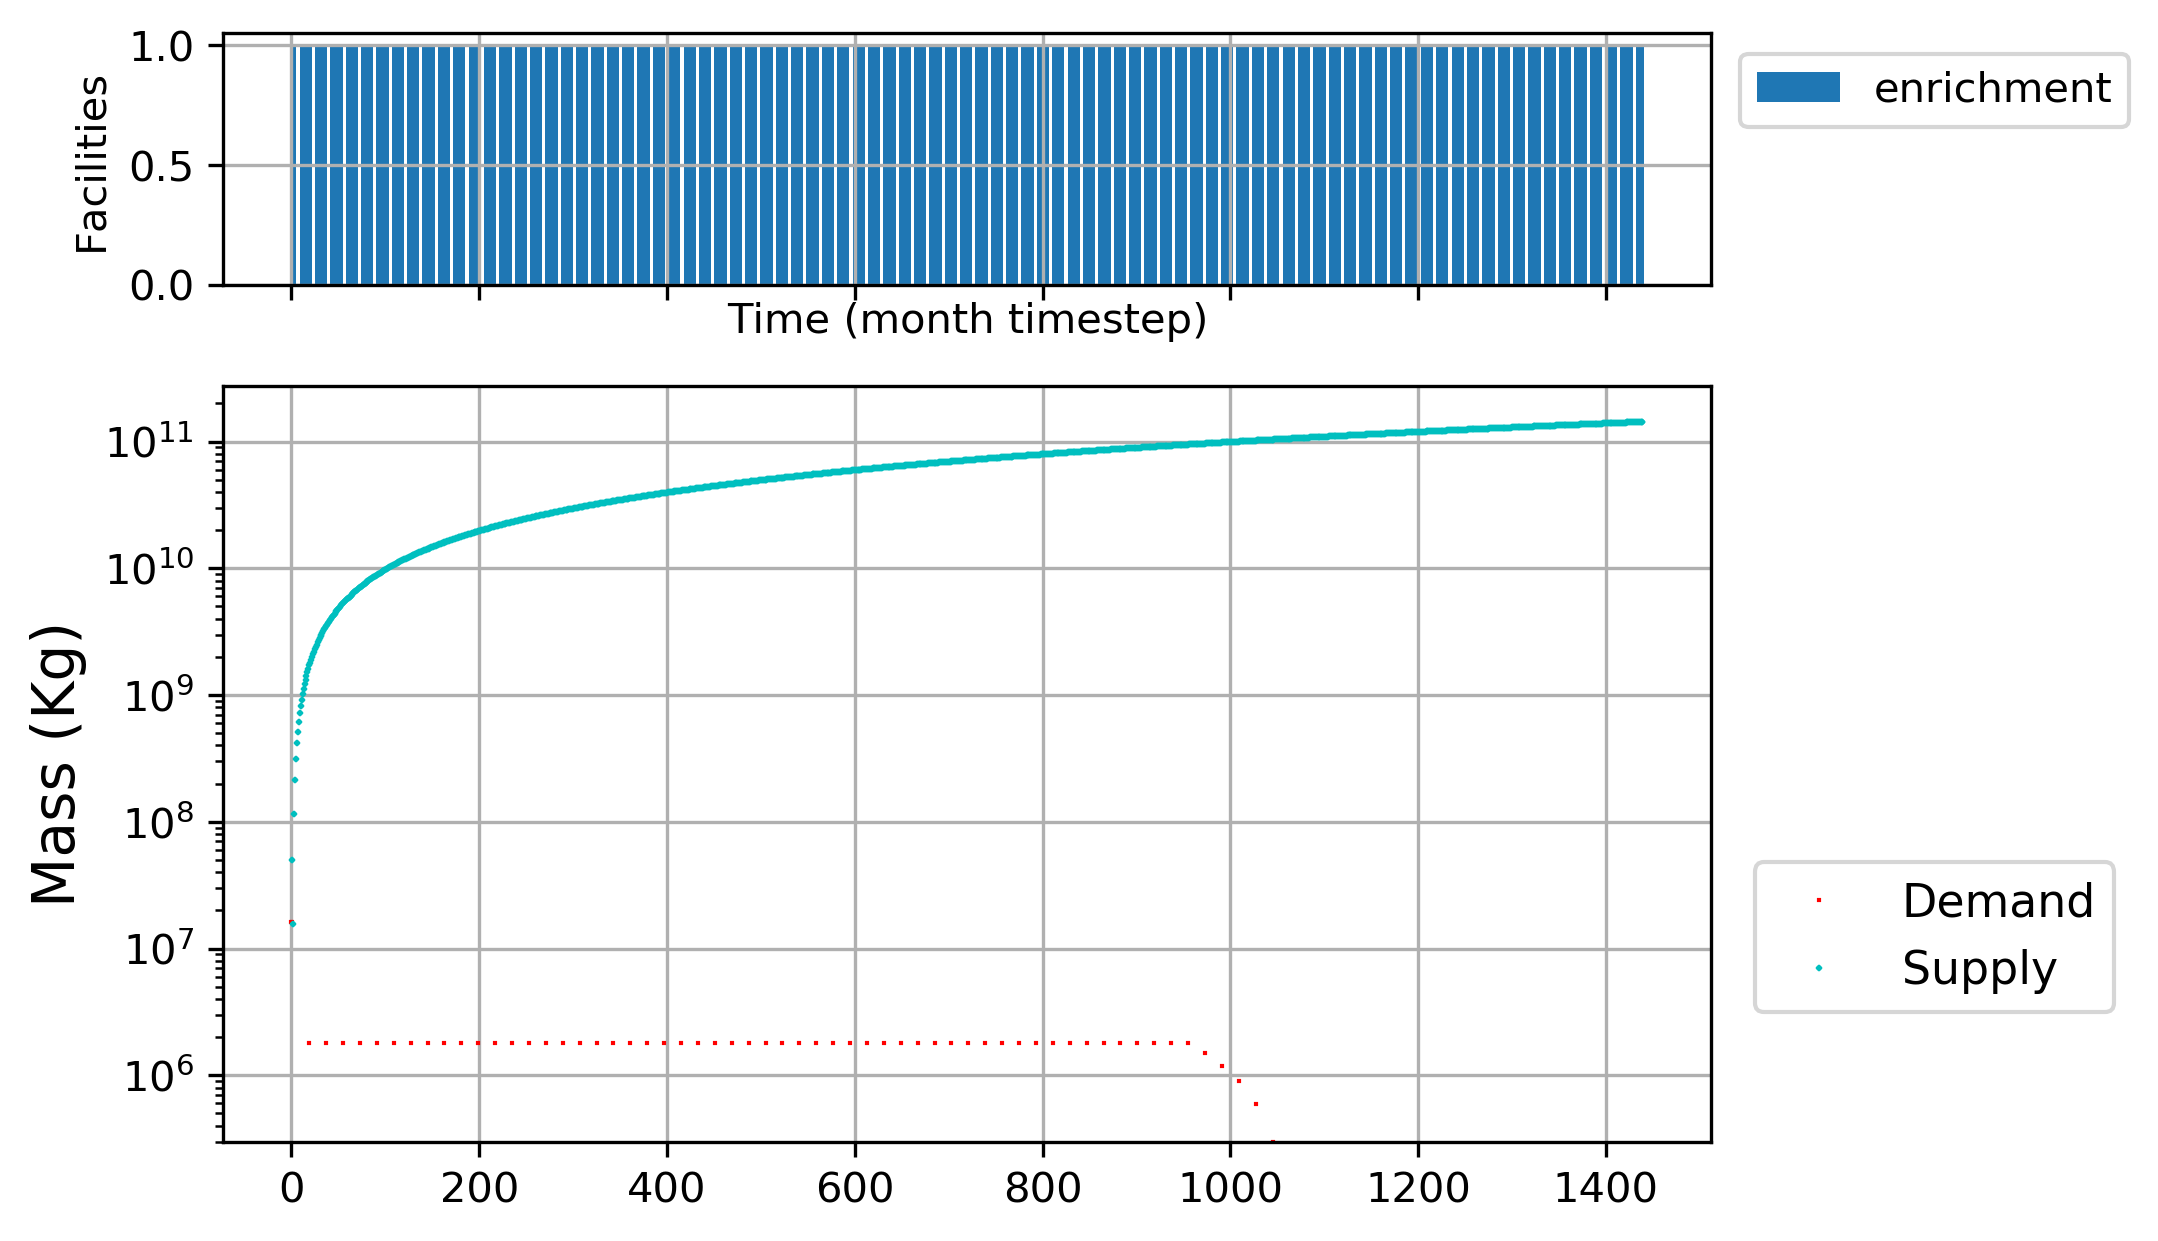 1.0
0.5
0.0
Facilities
enrichment
Time (month timestep)
10¹¹
10¹⁰
10⁹
10⁸
10⁷
10⁶
Mass (Kg)
Demand
Supply
0 200 400 600 800 1000 1200 1400